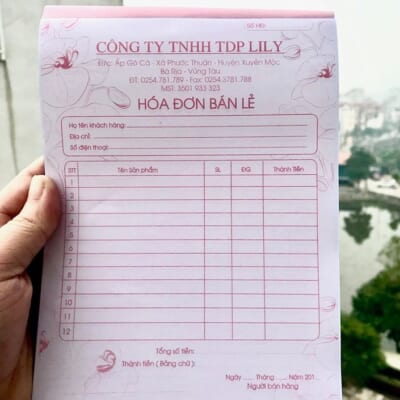 SỐ HĐ:
CÔNG TY TNHH TDP LILY
Đ/c: Ấp Gò Cà - Xã Phước Thuận - Huyện Xuyên Mộc
Bà Rịa - Vũng Tàu
ĐT: 0254.781.789 - Fax: 0254.3781.788
MST: 3501 933 323
HÓA ĐƠN BÁN LẺ
Họ tên khách hàng:
Địa chỉ:
Số điện thoại:
STT Tên Sản phẩm SL ĐG Thành Tiền
1
2
3
4
5
6
7
8
9
10
11
12
Tổng số tiền:
Thành tiền ( Bằng chữ ):
Ngày ...... Tháng ...... Năm 201...
Người bán hàng